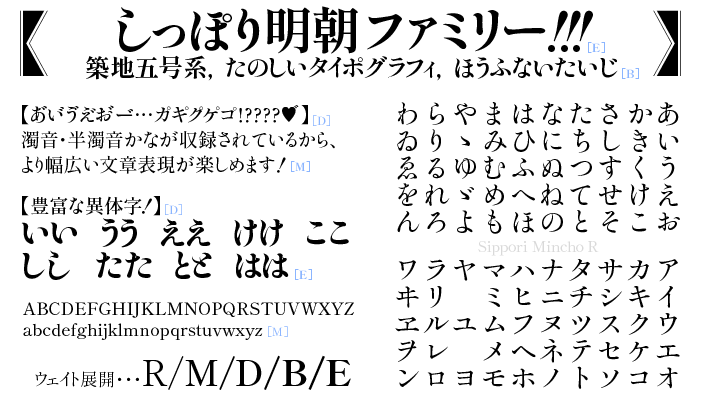 しっぽり明朝ファミリー!!! [E]
築地五号系，たのしいタイポグラフィ，ほうふないたいじ [B]
【あ゙い゙ゔえ゙お゙ー…ガキ゚グゲゴ!????♥】[D]
濁音・半濁音かなが収録されているから、
より幅広い文章表現が楽しめます！[M]
【豊富な異体字！】[D]
いい うう ええ けけ ここ
しし たた とと はは [E]
ABCDEFGHIJKLMNOPQRSTUVWXYZ
abcdefghijklmnopqrstuvwxyz [M]
ウェイト展開…R/M/D/B/E
わらやまはなたさかあ
ゐりゝみひにちしきい
ゑるゆむふぬつすくう
をれゞめへねてせけえ
んろよもほのとそこお
Sippori Mincho R
ワラヤマハナタサカア
ヰリ ミヒニチシキイ
ヱルユムフヌツスクウ
ヲレ メヘネテセケエ
ンロヨモホノトソコオ